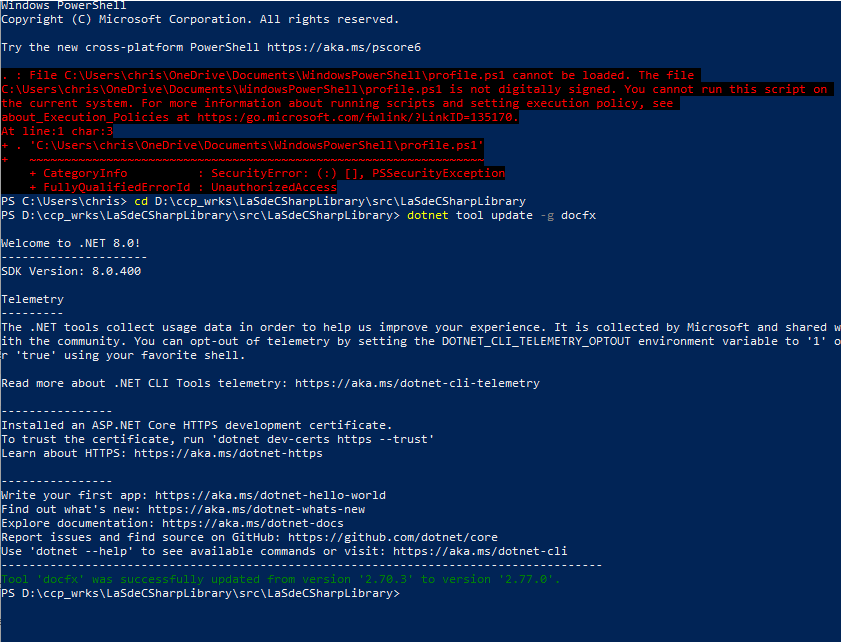 Windows PowerShell
Copyright (C) Microsoft Corporation. All rights reserved.
Try the new cross-platform PowerShell https://aka.ms/pscore6
. : File C:\Users\chris\OneDrive\Documents\WindowsPowerShell\profile.ps1 cannot be loaded. The file
C:\Users\chris\OneDrive\Documents\WindowsPowerShell\profile.ps1 is not digitally signed. You cannot run this script on
the current system. For more information about running scripts and setting execution policy, see
about_Execution_Policies at https:/go.microsoft.com/fwlink/?LinkID=135170.
At line:1 char:3
+ . 'C:\Users\chris\OneDrive\Documents\WindowsPowerShell\profile.ps1'
+   ~~~~~~~~~~~~~~~~~~~~~~~~~~~~~~~~~~~~~~~~~~~~~~~~~~~~~~~~~~~~~~~~~
    + CategoryInfo          : SecurityError: (:) [], PSSecurityException
    + FullyQualifiedErrorId : UnauthorizedAccess
PS C:\Users\chris> cd D:\ccp_wrks\LaSdeCSharpLibrary\src\LaSdeCSharpLibrary
PS D:\ccp_wrks\LaSdeCSharpLibrary\src\LaSdeCSharpLibrary> dotnet tool update -g docfx
Welcome to .NET 8.0!
---------------------
SDK Version: 8.0.400
Telemetry
---------
The .NET tools collect usage data in order to help us improve your experience. It is collected by Microsoft and shared w
ith the community. You can opt-out of telemetry by setting the DOTNET_CLI_TELEMETRY_OPTOUT environment variable to '1' o
r 'true' using your favorite shell.
Read more about .NET CLI Tools telemetry: https://aka.ms/dotnet-cli-telemetry
----------------
Installed an ASP.NET Core HTTPS development certificate.
To trust the certificate, run 'dotnet dev-certs https --trust'
Learn about HTTPS: https://aka.ms/dotnet-https
----------------
Write your first app: https://aka.ms/dotnet-hello-world
Find out what's new: https://aka.ms/dotnet-whats-new
Explore documentation: https://aka.ms/dotnet-docs
Report issues and find source on GitHub: https://github.com/dotnet/core
Use 'dotnet --help' to see available commands or visit: https://aka.ms/dotnet-cli
--------------------------------------------------------------------------------------
Tool 'docfx' was successfully updated from version '2.70.3' to version '2.77.0'.
PS D:\ccp_wrks\LaSdeCSharpLibrary\src\LaSdeCSharpLibrary>